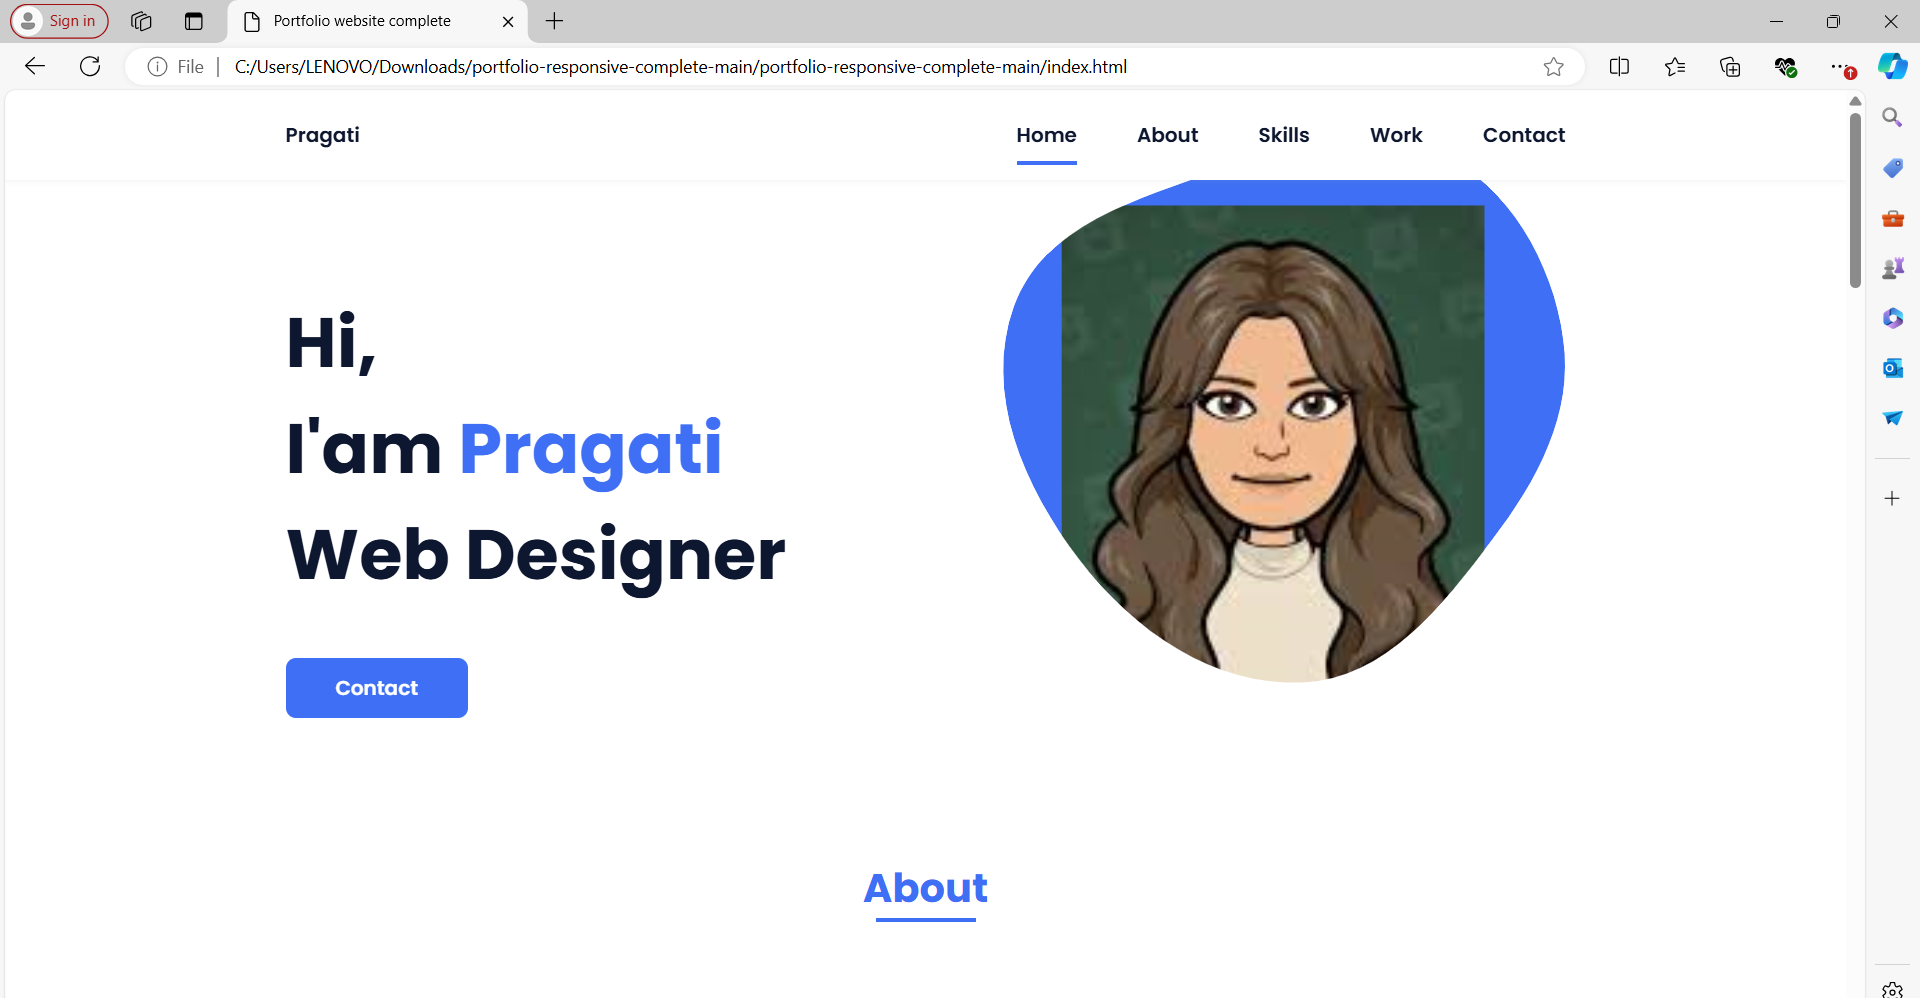 Sign in
Portfolio website complete
File
C:/Users/LENOVO/Downloads/portfolio-responsive-complete-main/portfolio-responsive-complete-main/index.html
Pragati
Home About Skills Work Contact
Hi,
I'am Pragati
Web Designer
Contact
About